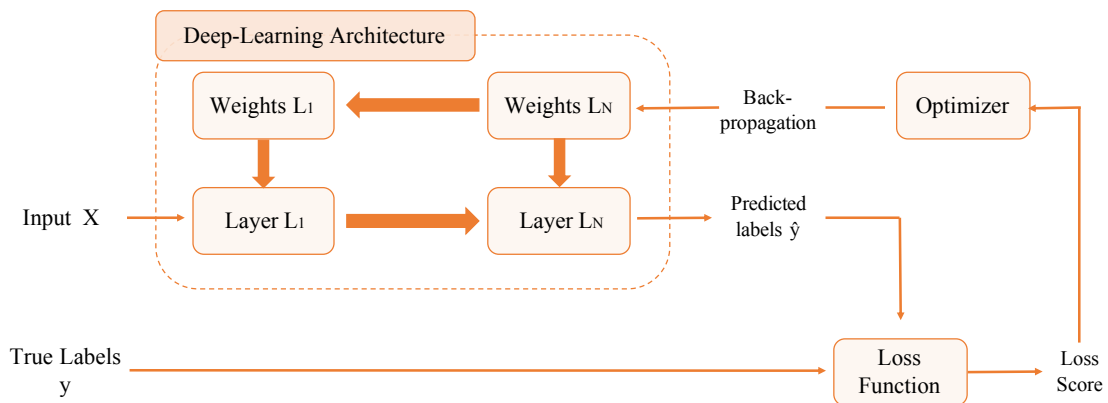 Deep-Learning Architecture
Weights L1
Weights LN
Back-
propagation
Optimizer
Input X
Layer L1
Layer LN
Predicted
labels ŷ
True Labels
y
Loss
Function
Loss
Score